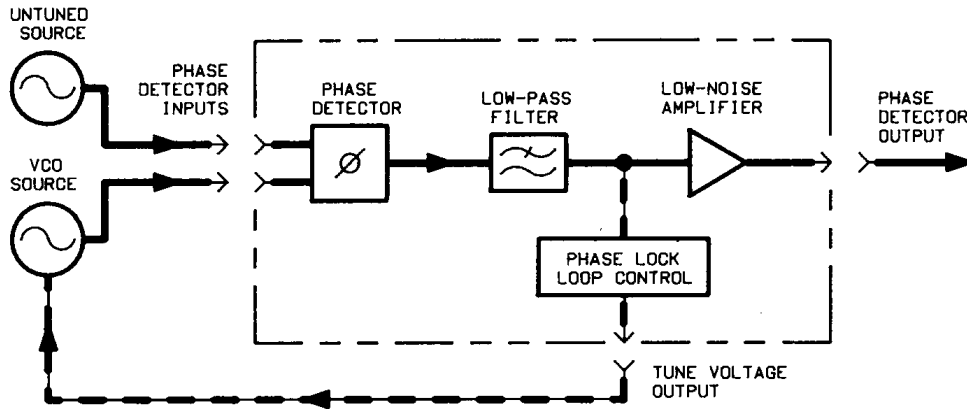 UNTUNED
SOURCE
PHASE
DETECTOR
INPUTS
PHASE
DETECTOR
LOW-PASS
FILTER
LOW-NOISE
AMPLIFIER
PHASE
DETECTOR
OUTPUT
VCO
SOURCE
PHASE LOCK
LOOP CONTROL
TUNE VOLTAGE
OUTPUT